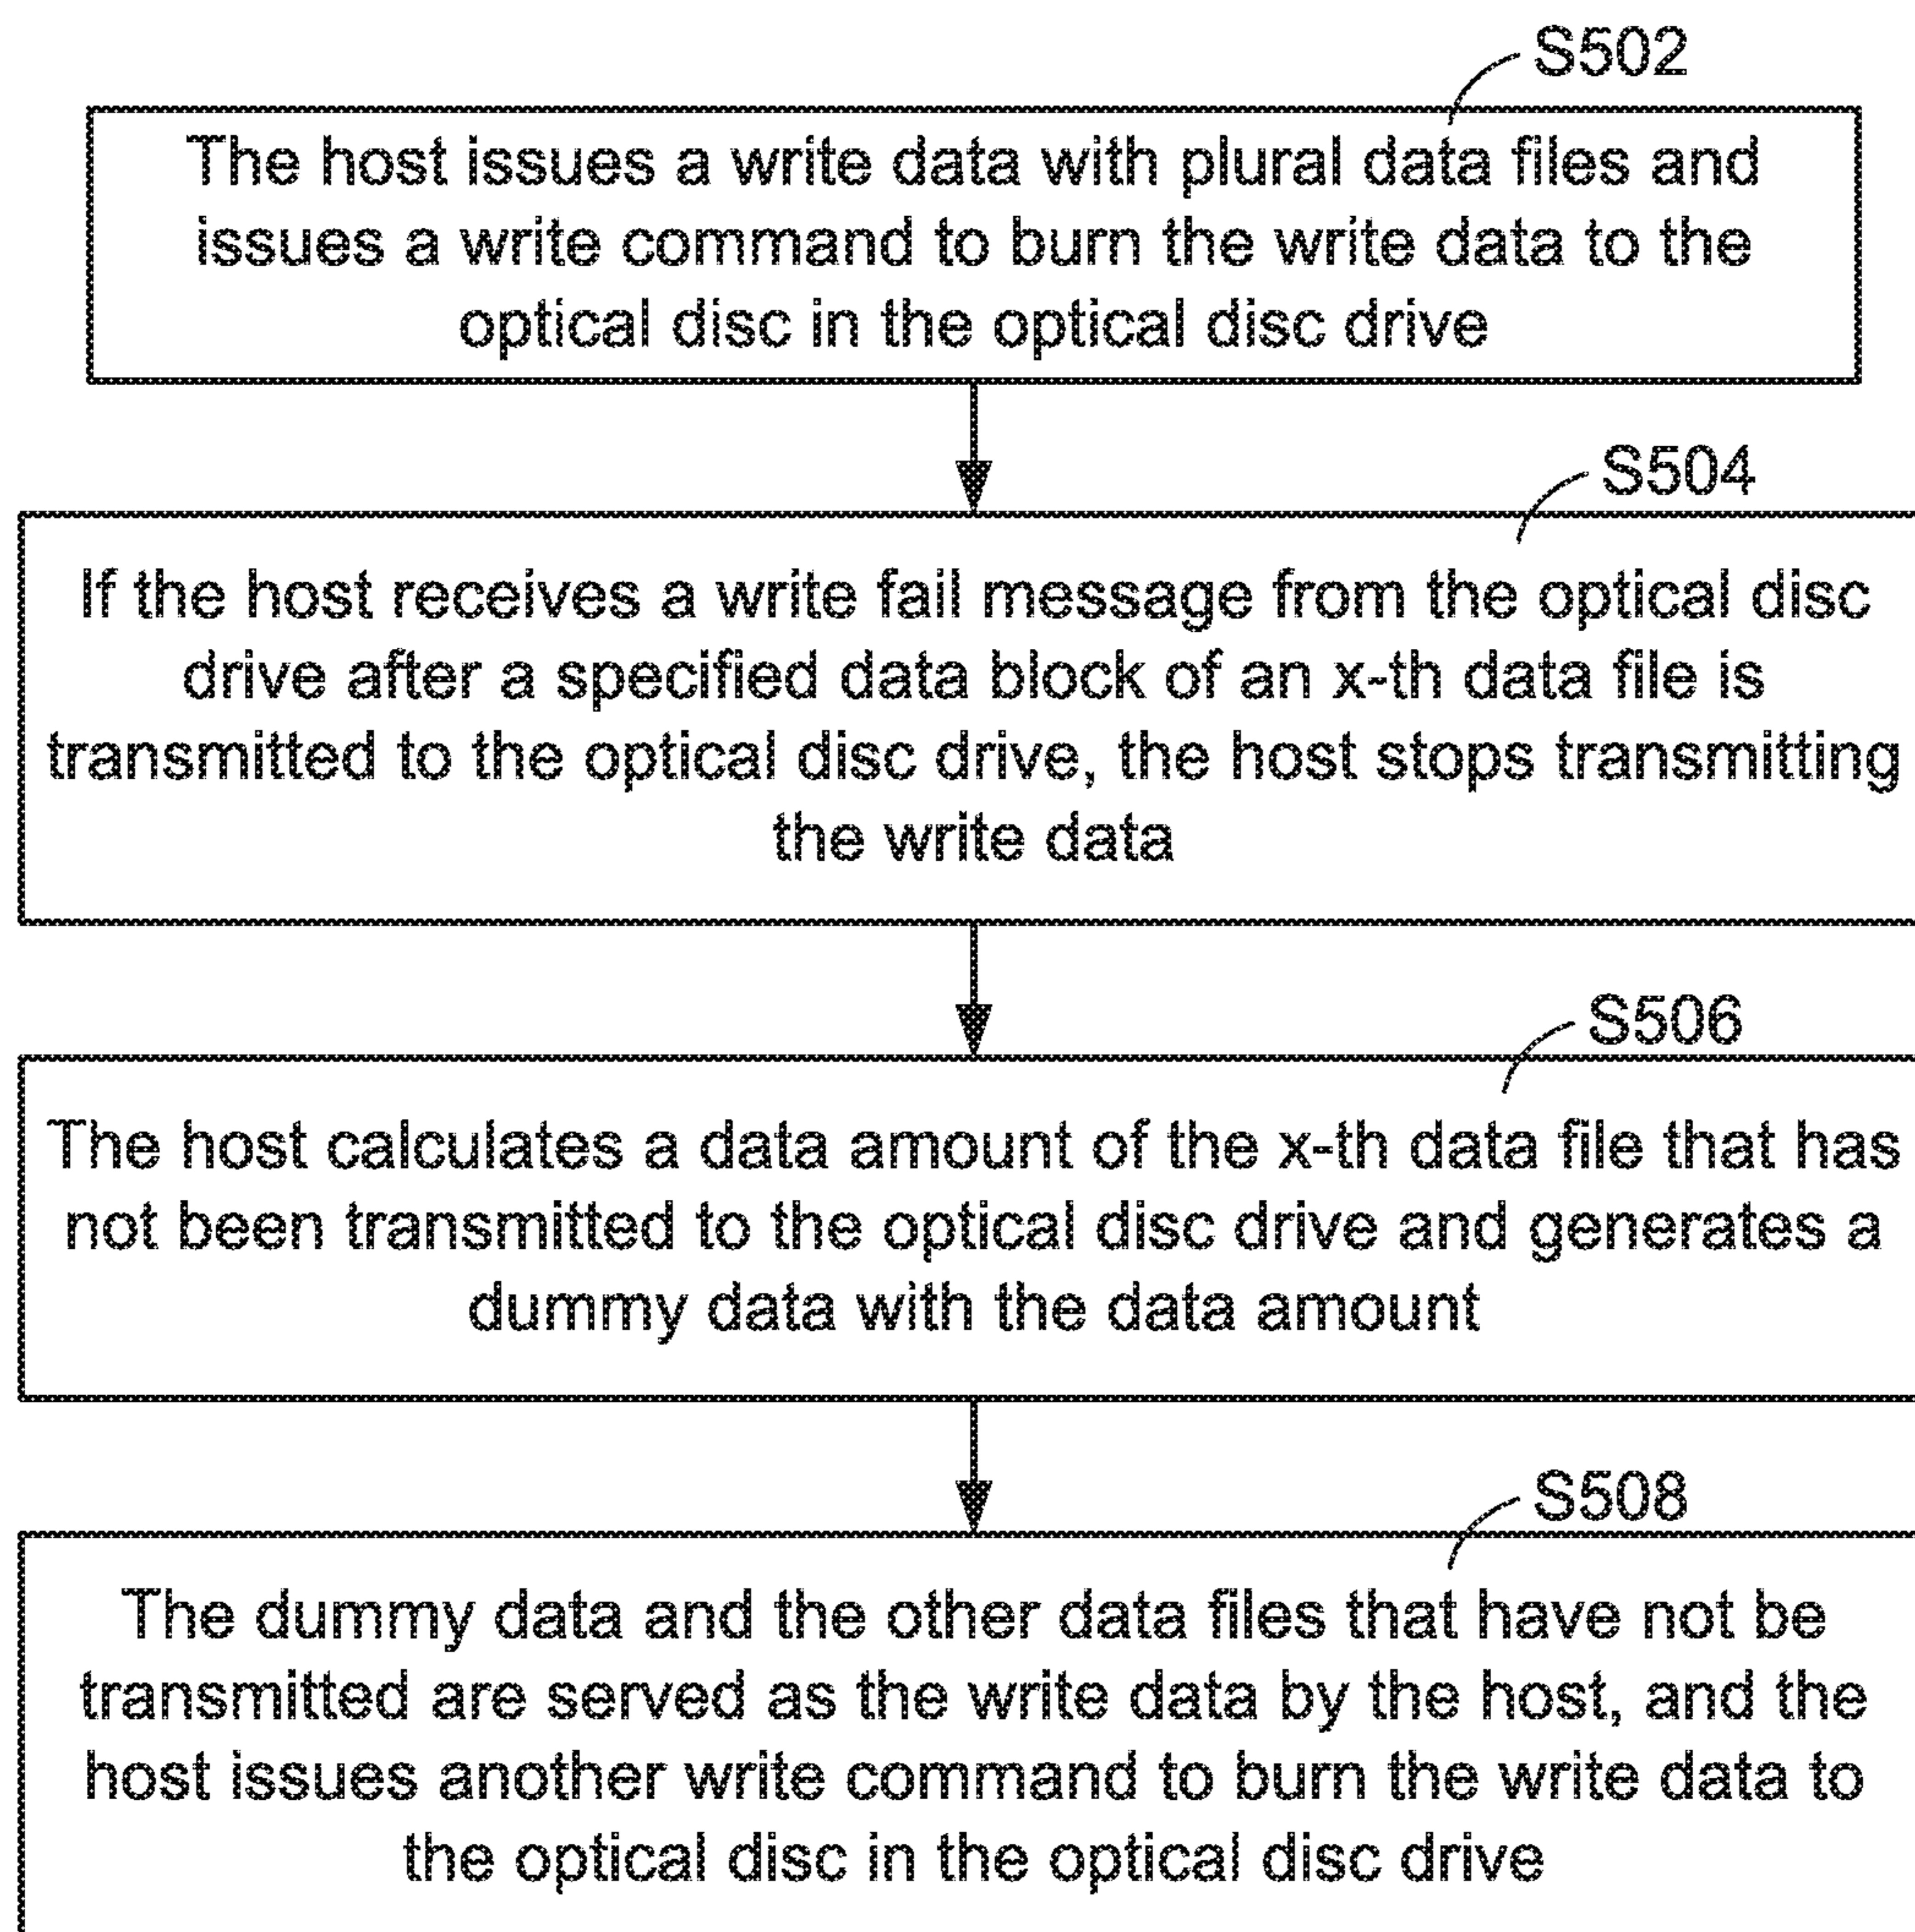 S502
The host issues a write data with plural data files and
issues a write command to burn the write data to the
optical disc in the optical disc drive
S504
If the host receives a write fail message from the optical disc
drive after a specified data block of an x-th data file is
transmitted to the optical disc drive, the host stops transmitting
the write data
S506
The host calculates a data amount of the x-th data file that has
not been transmitted to the optical disc drive and generates a
dummy data with the data amount
S508
The dummy data and the other data files that have not be
transmitted are served as the write data by the host, and the
host issues another write command to burn the write data to
the optical disc in the optical disc drive